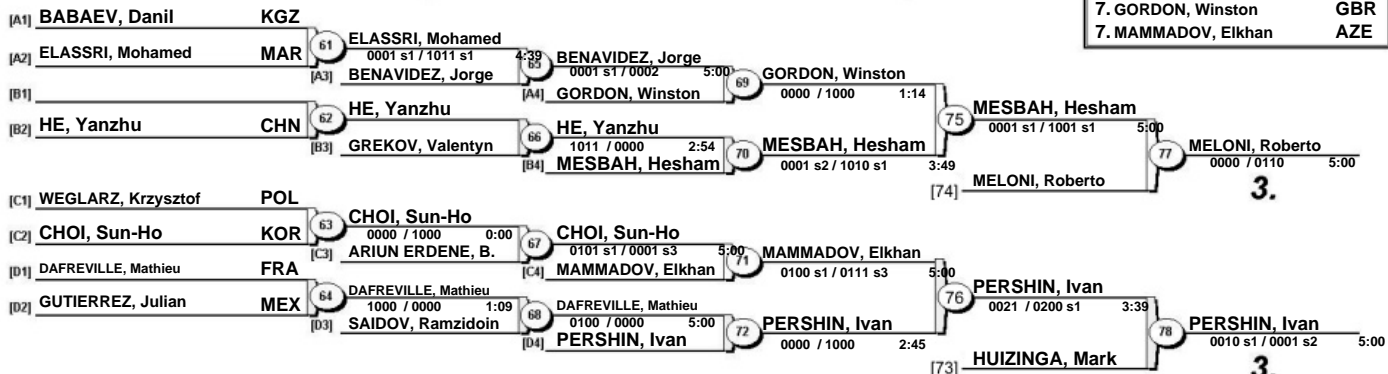 7. GORDON, Winston GBR
7. MAMMADOV, Elkhan AZE
[A1] BABAEV, Danil KGZ
[A2] ELASSRI, Mohamed MAR
61 ELASSRI, Mohamed
0001 s1 / 1011 s1 4:39
[A3] BENAVIDEZ, Jorge
65 BENAVIDEZ, Jorge
0001 s1 / 0002 5:00
[A4] GORDON, Winston
69 GORDON, Winston
0000 / 1000 1:14
[B1]
[B2] HE, Yanzhu CHN
62 HE, Yanzhu
[B3] GREKOV, Valentyn
66 HE, Yanzhu
1011 / 0000 2:54
[B4] MESBAH, Hesham
70 MESBAH, Hesham
0001 s2 / 1010 s1 3:49
75 MESBAH, Hesham
0001 s1 / 1001 s1 5:00
[74] MELONI, Roberto
77 MELONI, Roberto
0000 / 0110 5:00
3.
[C1] WEGLARZ, Krzysztof POL
[C2] CHOI, Sun-Ho KOR
63 CHOI, Sun-Ho
0000 / 1000 0:00
[C3] ARIUN ERDENE, B.
67 CHOI, Sun-Ho
0101 s1 / 0001 s3 5:00
[C4] MAMMADOV, Elkhan
71 MAMMADOV, Elkhan
0100 s1 / 0111 s3 5:00
[D1] DAFREVILLE, Mathieu FRA
[D2] GUTIERREZ, Julian MEX
64 DAFREVILLE, Mathieu
1000 / 0000 1:09
[D3] SAIDOV, Ramzidoin
68 DAFREVILLE, Mathieu
0100 / 0000 5:00
[D4] PERSHIN, Ivan
72 PERSHIN, Ivan
0000 / 1000 2:45
76 PERSHIN, Ivan
0021 / 0200 s1 3:39
[73] HUIZINGA, Mark
78 PERSHIN, Ivan
0010 s1 / 0001 s2 5:00
3.